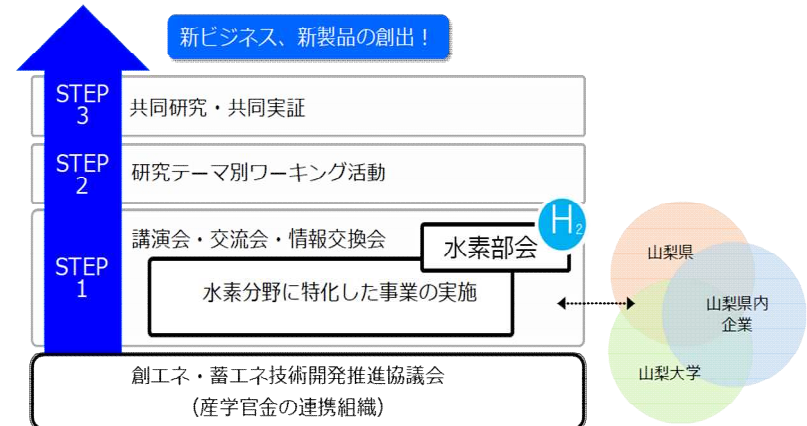 新ビジネス、新製品の創出！
STEP
3
共同研究・共同実証
STEP
2
研究テーマ別ワーキング活動
STEP
1
講演会・交流会・情報交換会
水素部会
H2
水素分野に特化した事業の実施
創エネ・蓄エネ技術開発推進協議会
(産学官金の連携組織)
山梨県
山梨県内
企業
山梨大学